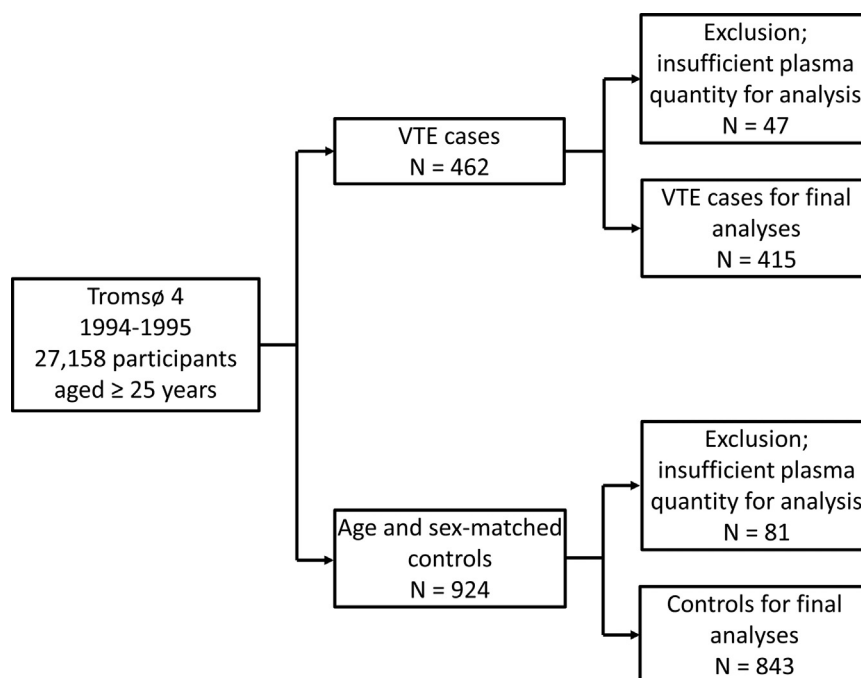 Tromsø 4
1994-1995
27,158 participants
aged ≥ 25 years
VTE cases
N = 462
Exclusion;
insufficient plasma
quantity for analysis
N = 47
VTE cases for final
analyses
N = 415
Age and sex-matched
controls
N = 924
Exclusion;
insufficient plasma
quantity for analysis
N = 81
Controls for final
analyses
N = 843